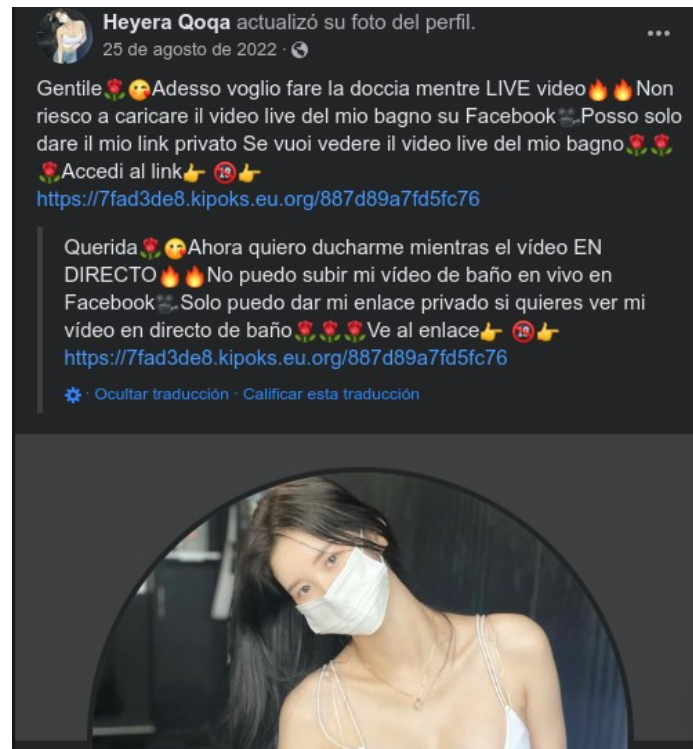 Heyera Qoqa actualizó su foto del perfil.
25 de agosto de 2022 ·
Gentile🌹😘Adesso voglio fare la doccia mentre LIVE video🔥🔥Non
riesco a caricare il video live del mio bagno su Facebook🎥Posso solo
dare il mio link privato Se vuoi vedere il video live del mio bagno🌹🌹
🌹Accedi al link👉 🔞👉
https://7fad3de8.kipoks.eu.org/887d89a7fd5fc76
Querida🌹😘Ahora quiero ducharme mientras el vídeo EN
DIRECTO🔥🔥No puedo subir mi vídeo de baño en vivo en
Facebook🎥Solo puedo dar mi enlace privado si quieres ver mi
vídeo en directo de baño🌹🌹🌹Ve al enlace👉 🔞👉
https://7fad3de8.kipoks.eu.org/887d89a7fd5fc76
· Ocultar traducción · Calificar esta traducción